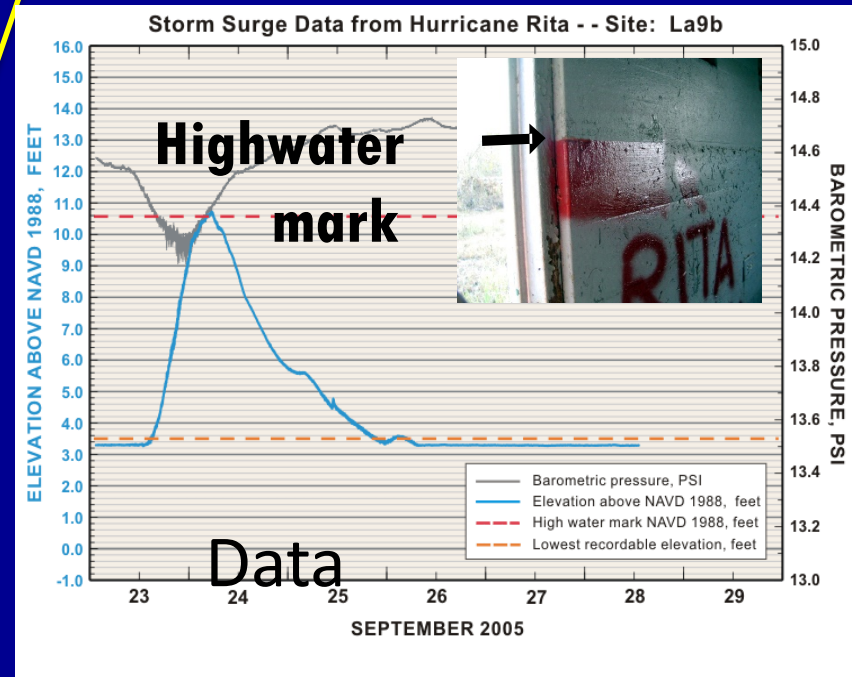 Storm Surge Data from Hurricane Rita - - Site: La9b
ELEVATION ABOVE NAVD 1988, FEET
16.0
15.0
14.0
13.0
12.0
11.0
10.0
9.0
8.0
7.0
6.0
5.0
4.0
3.0
2.0
1.0
0.0
-1.0
Highwater
mark
RITA
15.0
14.8
14.6
14.4
14.2
14.0
13.8
13.6
13.4
13.2
13.0
BAROMETRIC PRESSURE, PSI
Barometric pressure, PSI
Elevation above NAVD 1988, feet
High water mark NAVD 1988, feet
Lowest recordable elevation, feet
Data
23 24 25 26 27 28 29
SEPTEMBER 2005